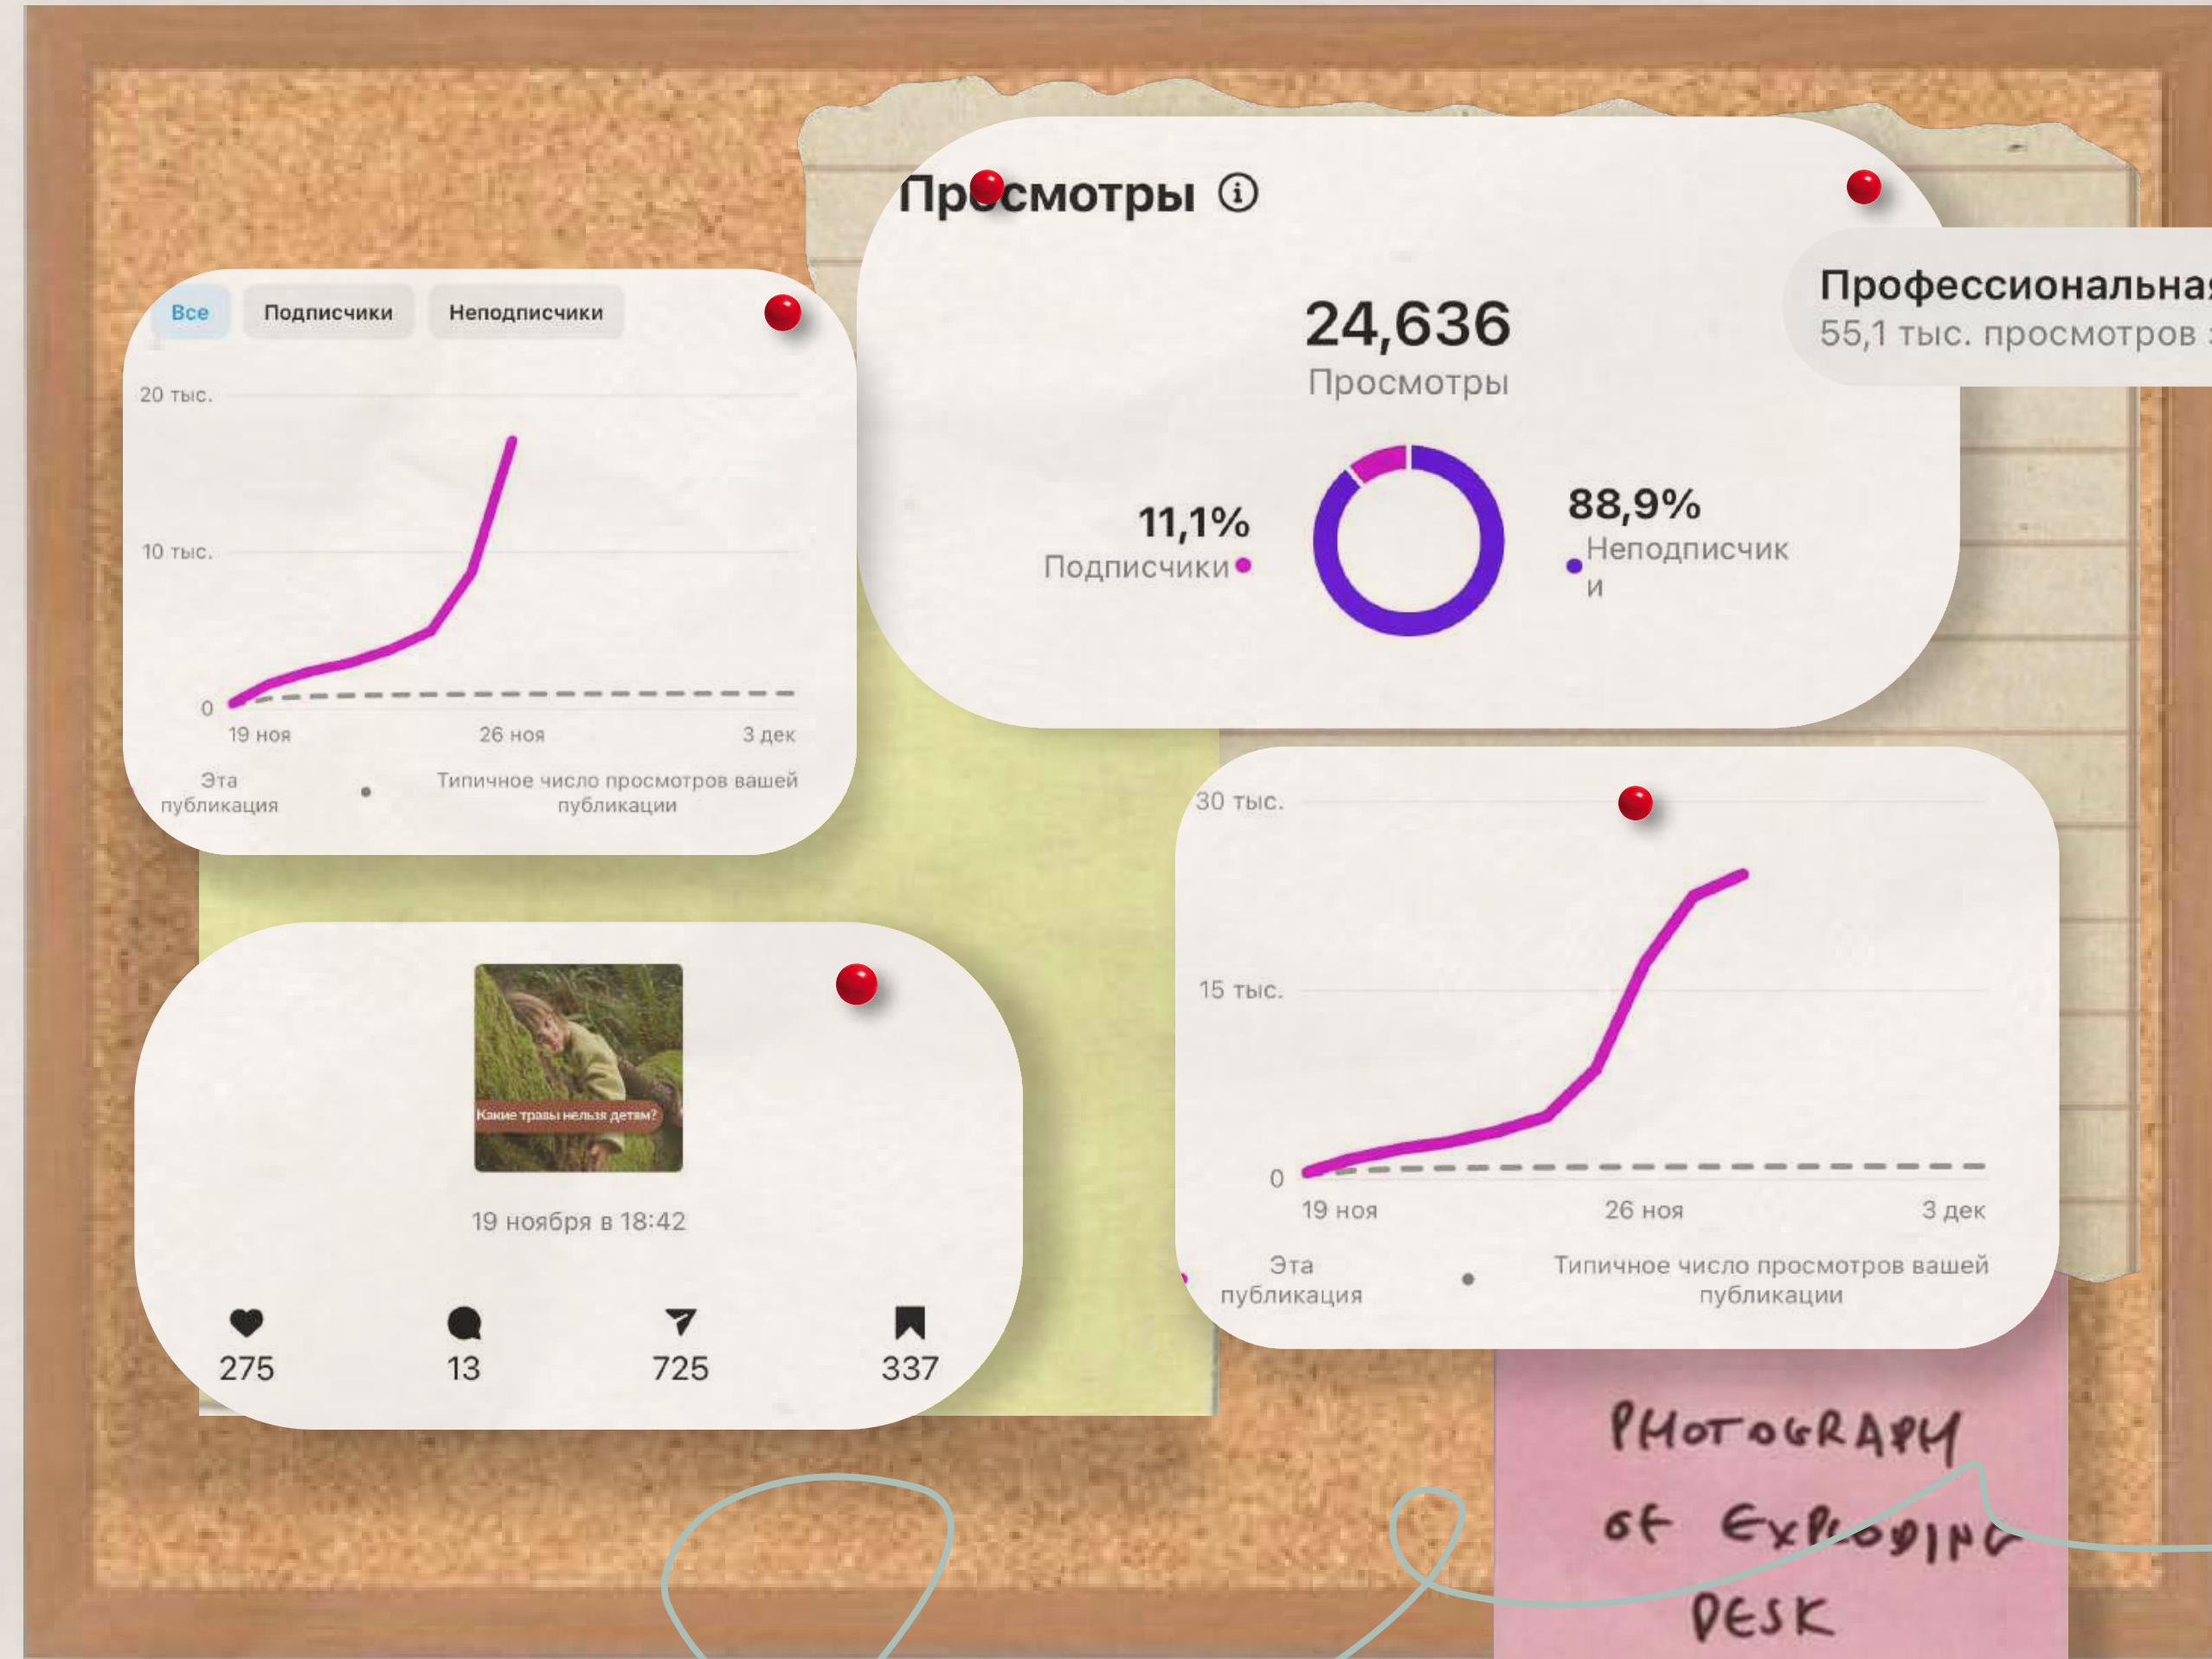 Просмотры
24,636
Просмотры
11,1%
Подписчики
88,9%
Неподписчик
и
Профессиональная
55,1 тыс. просмотров
Все Подписчики Неподписчики
20 тыс.
10 тыс.
0
19 ноя 26 ноя 3 дек
Эта
публикация
Типичное число просмотров вашей
публикации
30 тыс.
15 тыс.
0
19 ноя 26 ноя 3 дек
Эта
публикация
Типичное число просмотров вашей
публикации
Какие травы нельзя детям?
19 ноября в 18:42
275 13 725 337
PHOTOGRAPH
OF EXPLODING
DESK